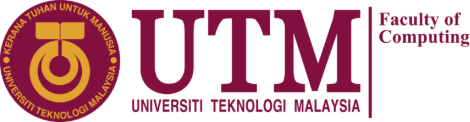 KERANA TUHAN UNTUK MANUSIA
UNIVERSITI TEKNOLOGI MALAYSIA
UTM
UNIVERSITI TEKNOLOGI MALAYSIA
Faculty of
Computing